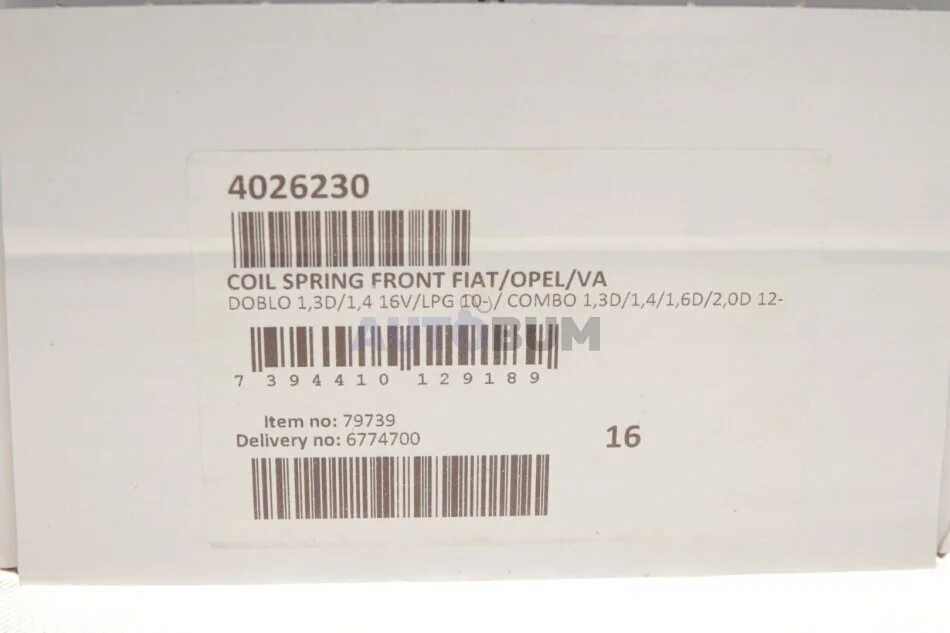 4026230
COIL SPRING FRONT FIAT/OPEL/VA
DOBLO 1,3D/1,4 16V/LPG 10-)/ COMBO 1,3D/1,4/1,6D/2,0D 12-
AUTOBUM
7 394410 129189
Item no: 79739
Delivery no: 6774700
16